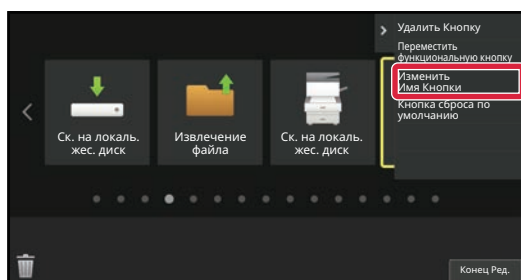 Удалить Кнопку
Переместить
функциональную кнопку
Изменить
Имя Кнопки
Кнопка сброса по
умолчанию
Ск. на локаль.
жес. диск
Извлечение
файла
Ск. на локаль.
жес. диск
Конец Ред.